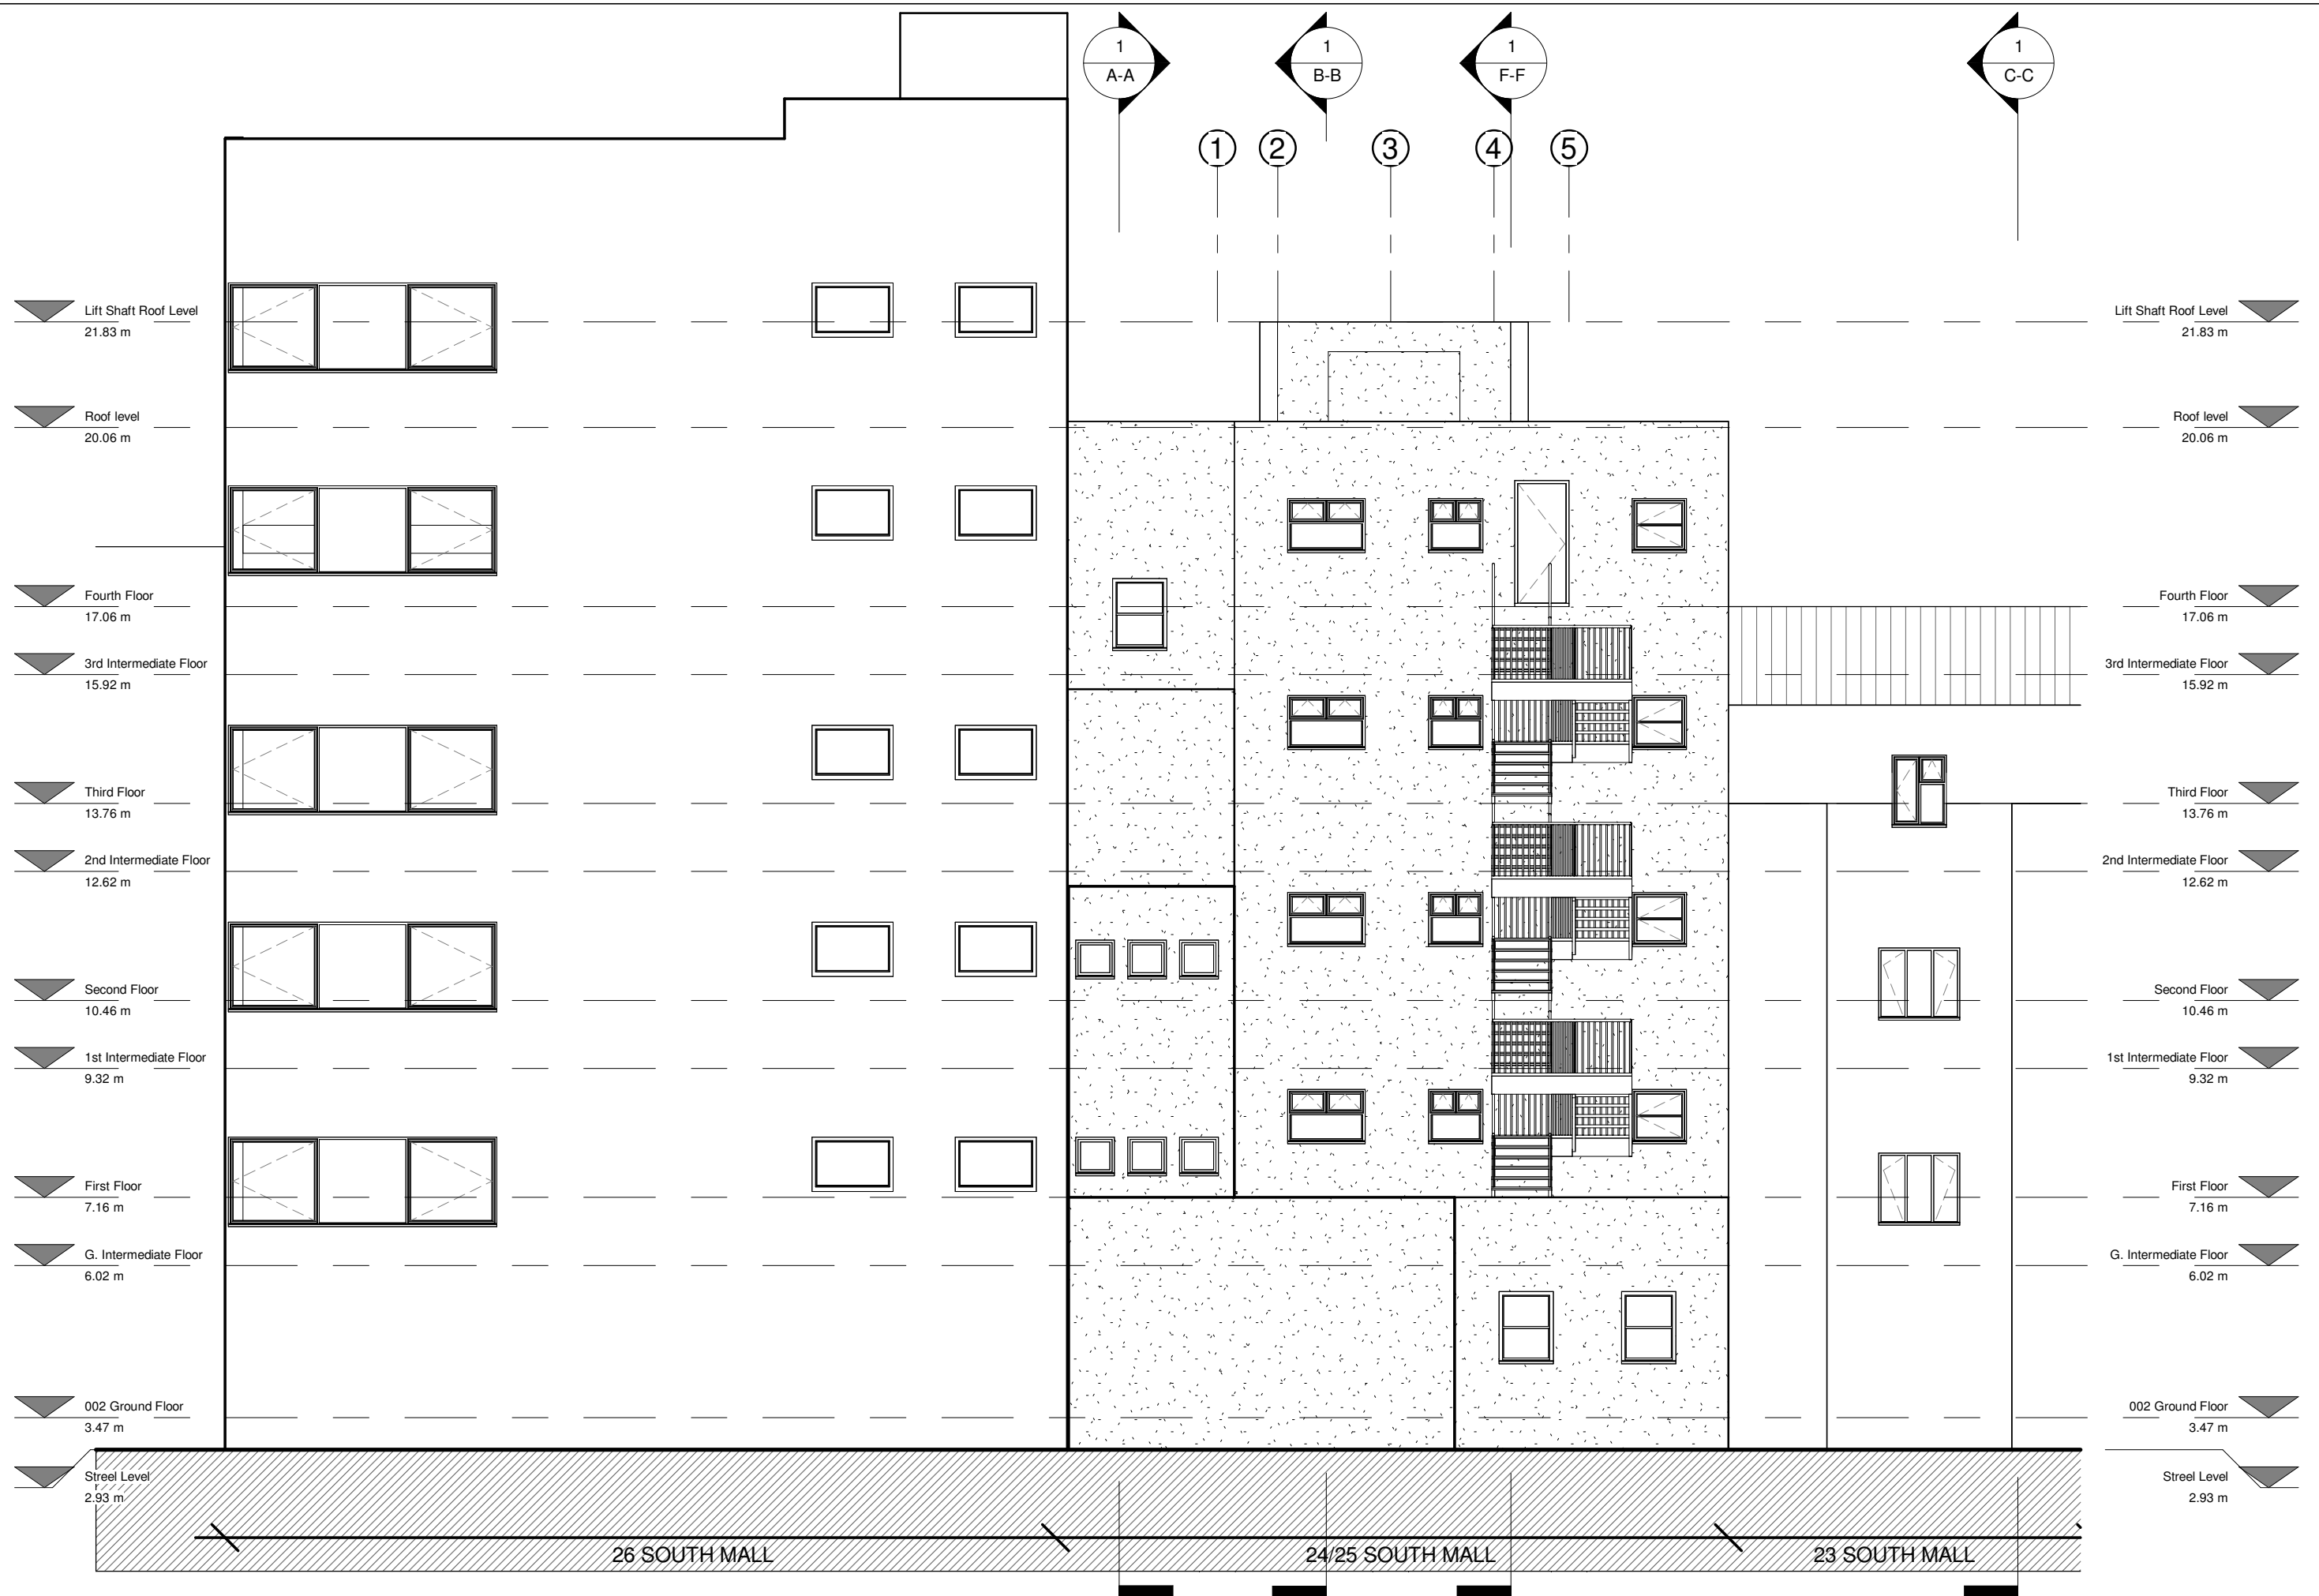 1
A-A
1
B-B
1
F-F
1
C-C
1
2
3
4
5
Lift Shaft Roof Level
21.83 m
Lift Shaft Roof Level
21.83 m
Roof level
20.06 m
Roof level
20.06 m
Fourth Floor
17.06 m
Fourth Floor
17.06 m
3rd Intermediate Floor
15.92 m
3rd Intermediate Floor
15.92 m
Third Floor
13.76 m
Third Floor
13.76 m
2nd Intermediate Floor
12.62 m
2nd Intermediate Floor
12.62 m
Second Floor
10.46 m
Second Floor
10.46 m
1st Intermediate Floor
9.32 m
1st Intermediate Floor
9.32 m
First Floor
7.16 m
First Floor
7.16 m
G. Intermediate Floor
6.02 m
G. Intermediate Floor
6.02 m
002 Ground Floor
3.47 m
002 Ground Floor
3.47 m
Streel Level
2.93 m
Streel Level
2.93 m
26 SOUTH MALL
24/25 SOUTH MALL
23 SOUTH MALL